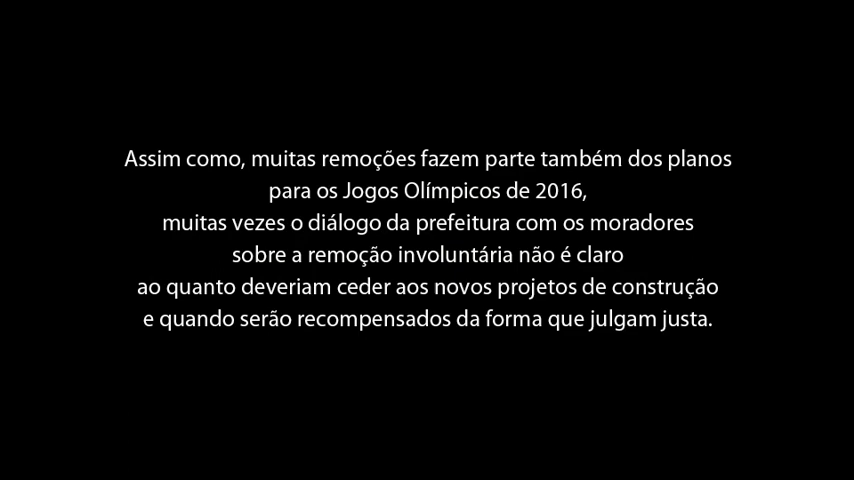 Assim como, muitas remoções fazem parte também dos planos
para os Jogos Olímpicos de 2016,
muitas vezes o diálogo da prefeitura com os moradores
sobre a remoção involuntária não é claro
ao quanto deveriam ceder aos novos projetos de construção
e quando serão recompensados da forma que julgam justa.